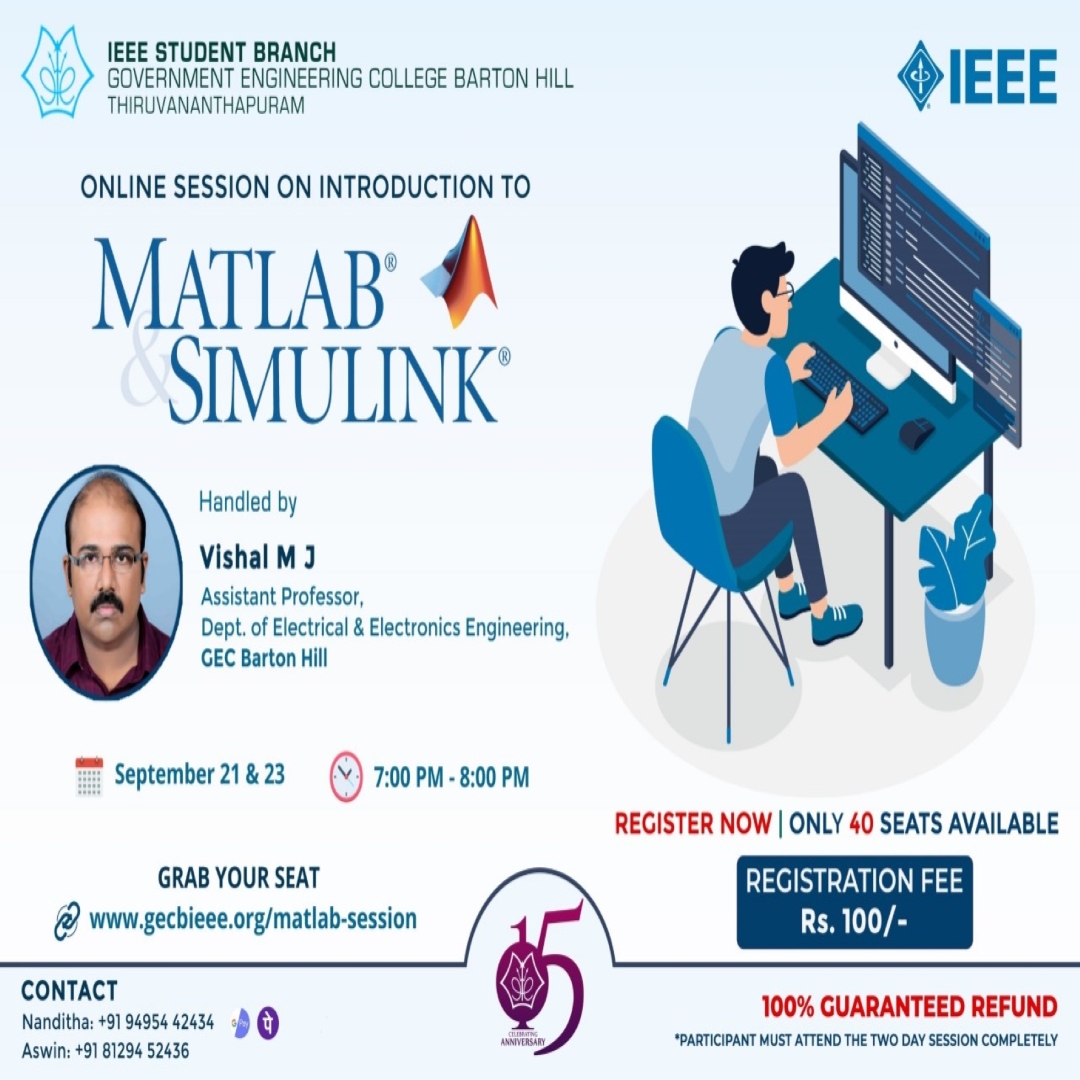 IEEE STUDENT BRANCH
GOVERNMENT ENGINEERING COLLEGE BARTON HILL
THIRUVANANTHAPURAM
IEEE
ONLINE SESSION ON INTRODUCTION TO
MATLAB®
&SIMULINK®
Handled by
Vishal M J
Assistant Professor,
Dept. of Electrical & Electronics Engineering,
GEC Barton Hill
September 21 & 23
7:00 PM - 8:00 PM
REGISTER NOW | ONLY 40 SEATS AVAILABLE
REGISTRATION FEE
Rs. 100/-
GRAB YOUR SEAT
www.gecbieee.org/matlab-session
15
CELEBRATING
ANNIVERSARY
CONTACT
Nanditha: +91 94954 42434
G Pay
पे
Aswin: +91 81294 52436
100% GUARANTEED REFUND
*PARTICIPANT MUST ATTEND THE TWO DAY SESSION COMPLETELY